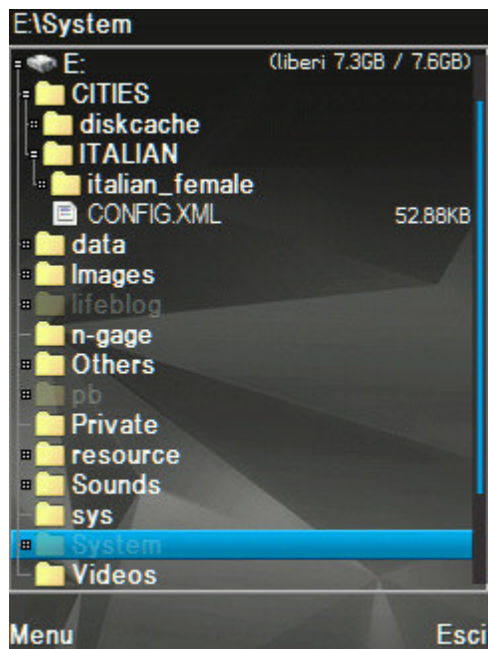 E:\System
E: (liberi 7.3GB / 7.6GB)
CITIES
diskcache
ITALIAN
italian_female
CONFIG.XML 52.88KB
data
Images
lifeblog
n-gage
Others
pb
Private
resource
Sounds
sys
System
Videos
Menu Esci